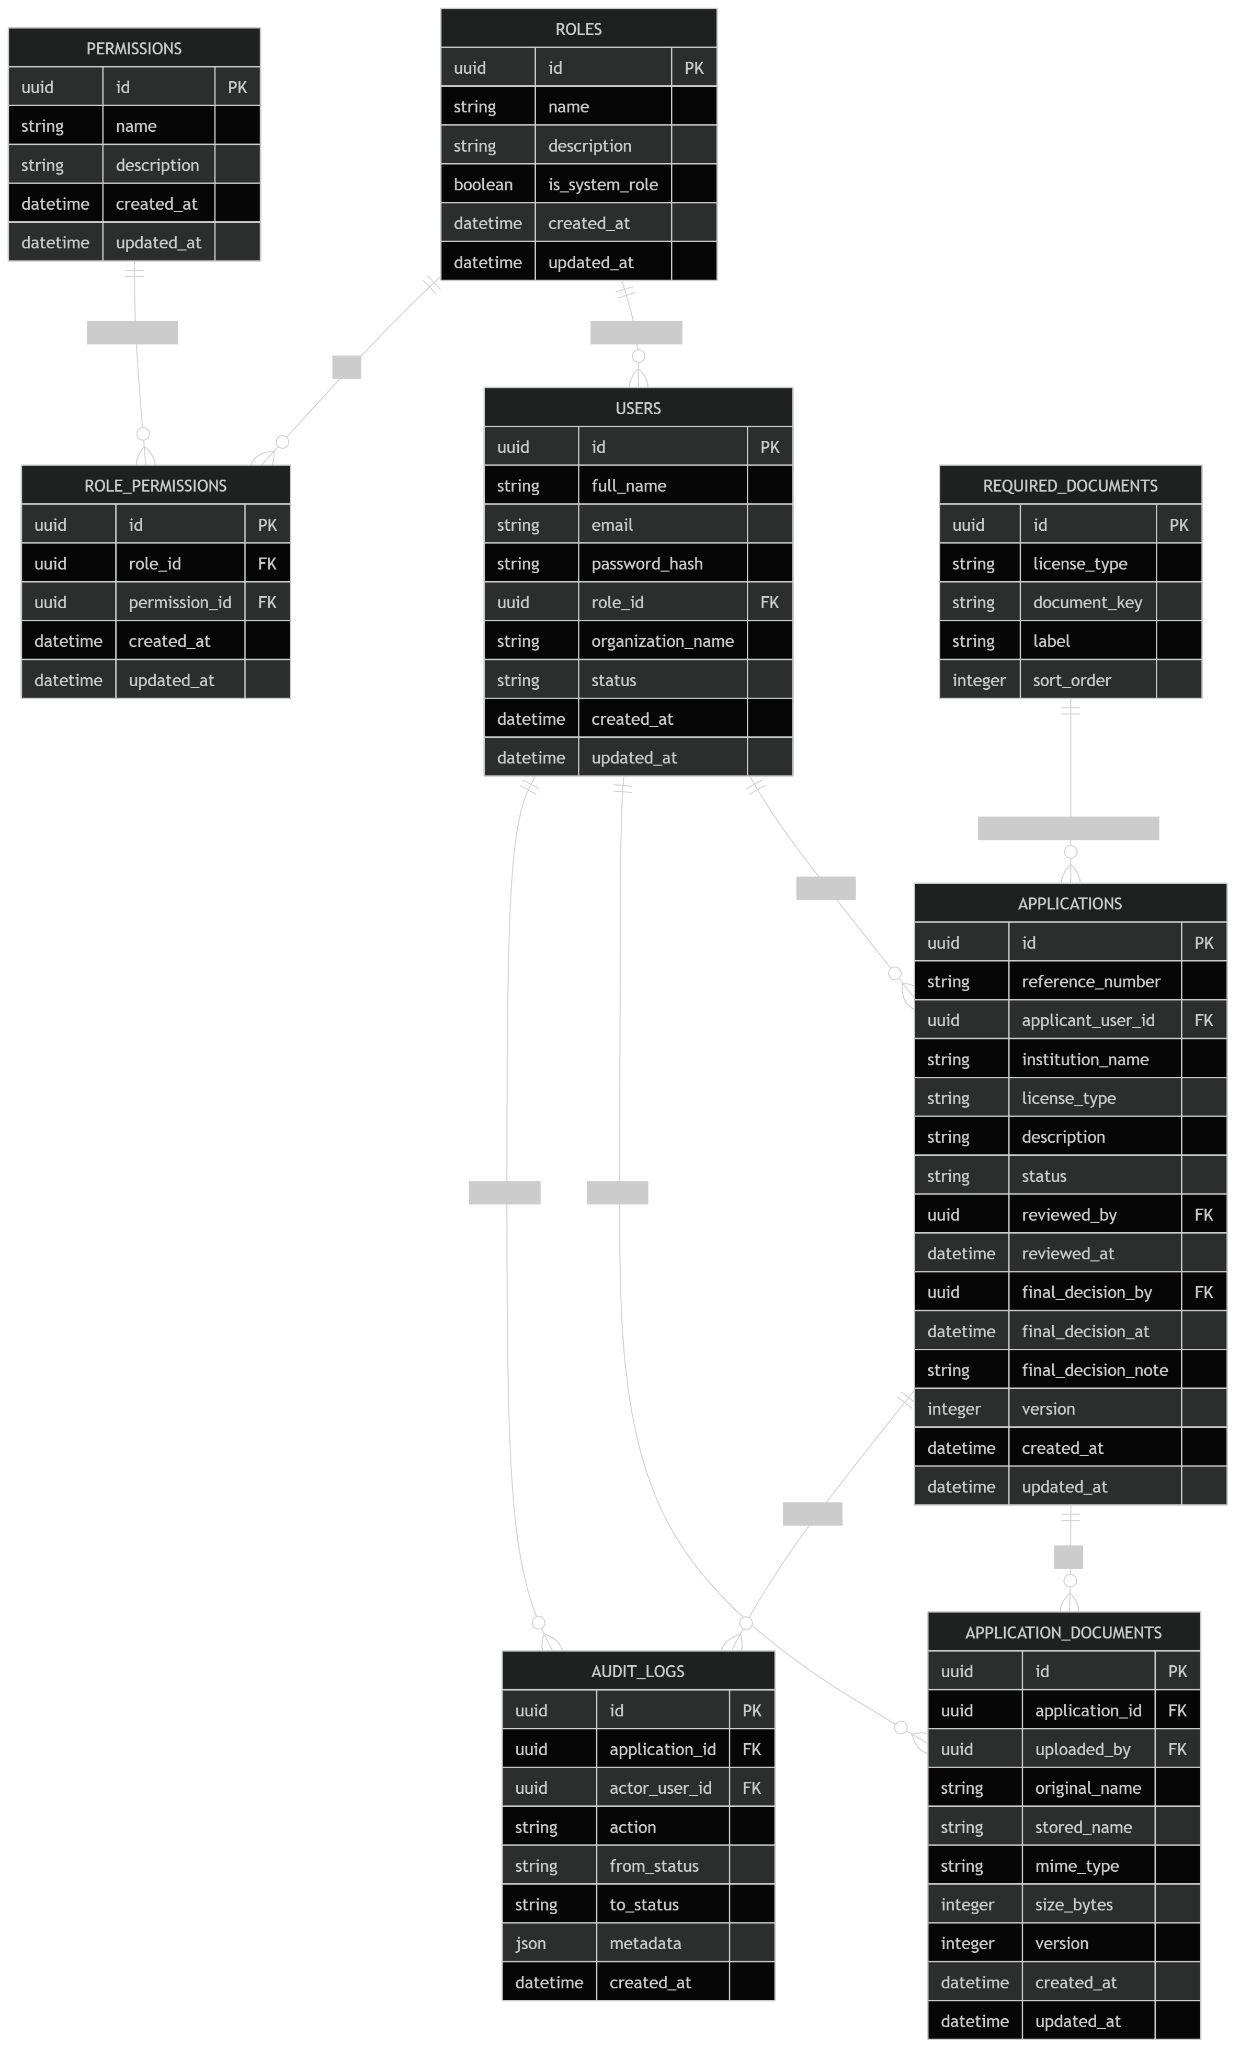 PERMISSIONS
uuid id PK
string name
string description
datetime created_at
datetime updated_at
ROLES
uuid id PK
string name
string description
boolean is_system_role
datetime created_at
datetime updated_at
ROLE_PERMISSIONS
uuid id PK
uuid role_id FK
uuid permission_id FK
datetime created_at
datetime updated_at
USERS
uuid id PK
string full_name
string email
string password_hash
uuid role_id FK
string organization_name
string status
datetime created_at
datetime updated_at
REQUIRED_DOCUMENTS
uuid id PK
string license_type
string document_key
string label
integer sort_order
APPLICATIONS
uuid id PK
string reference_number
uuid applicant_user_id FK
string institution_name
string license_type
string description
string status
uuid reviewed_by FK
datetime reviewed_at
uuid final_decision_by FK
datetime final_decision_at
string final_decision_note
integer version
datetime created_at
datetime updated_at
AUDIT_LOGS
uuid id PK
uuid application_id FK
uuid actor_user_id FK
string action
string from_status
string to_status
json metadata
datetime created_at
APPLICATION_DOCUMENTS
uuid id PK
uuid application_id FK
uuid uploaded_by FK
string original_name
string stored_name
string mime_type
integer size_bytes
integer version
datetime created_at
datetime updated_at